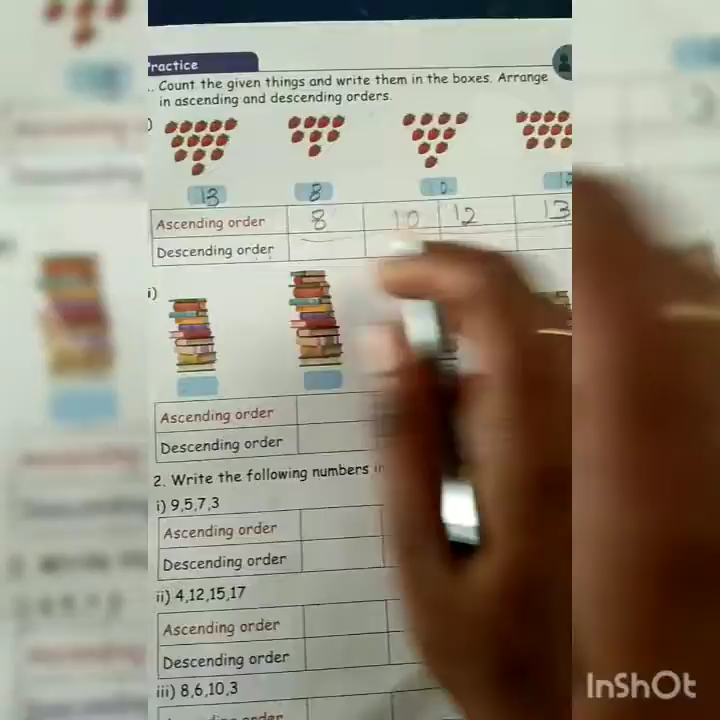 Practice
Count the given things and write them in the boxes. Arrange
in ascending and descending orders.
13 8 10
Ascending order 8 10 12 13
Descending order
i)
Ascending order
Descending order
2. Write the following numbers
i) 9,5,7,3
Ascending order
Descending order
ii) 4,12,15,17
Ascending order
Descending order
iii) 8,6,10,3
InShOt